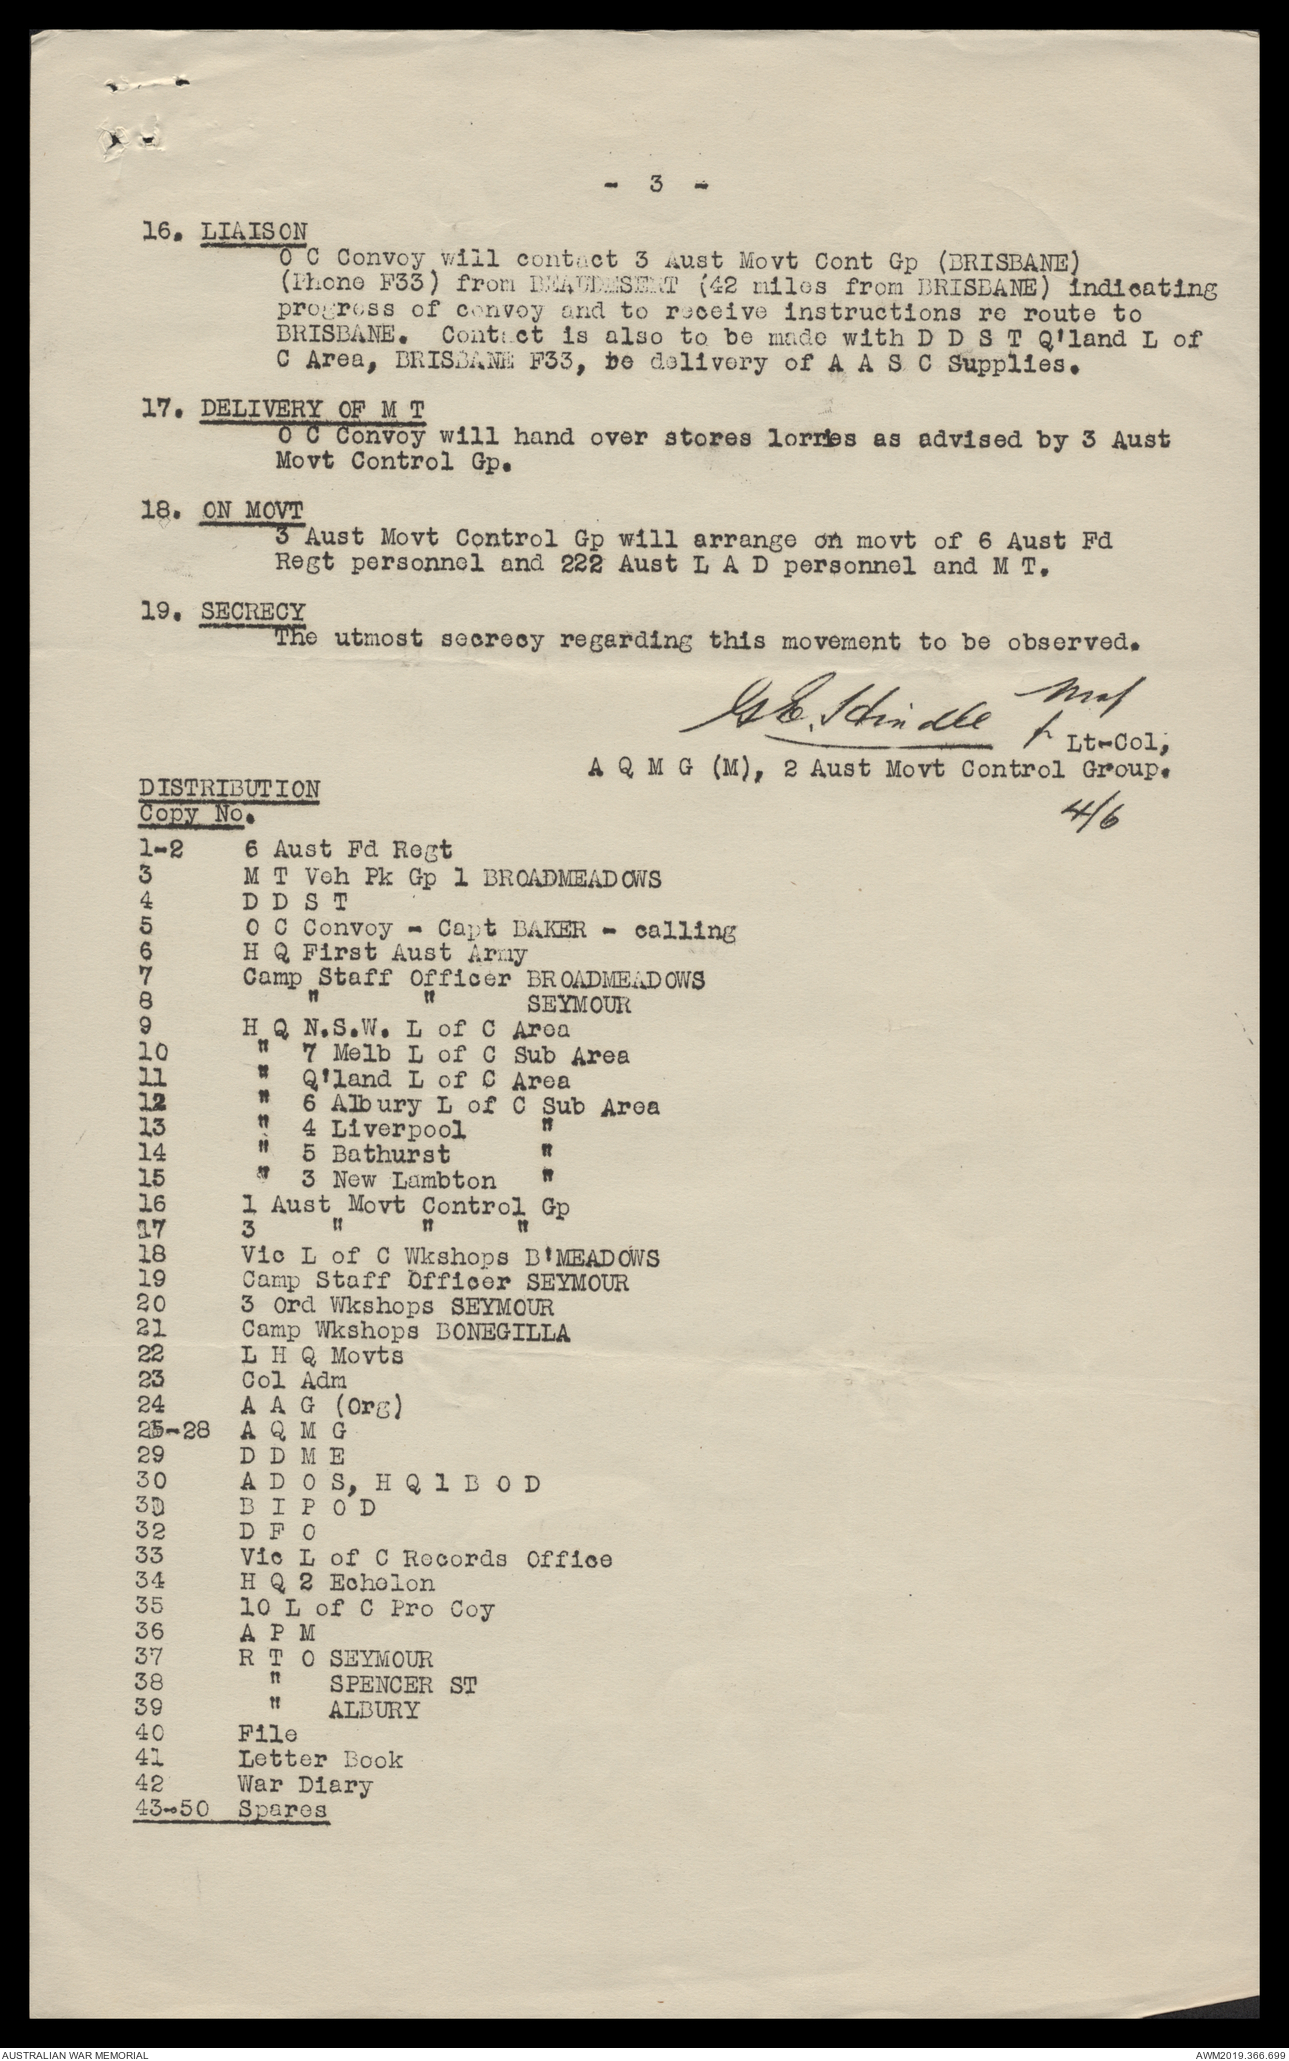 - 3 -
16. LIAISON
O C Convoy will contact 3 Aust Movt Cont Gp (BRISBANE)
(Phone F33) from BEAUDESERT (42 miles from BRISBANE) indicating
progress of convoy and to receive instructions re route to
BRISBANE. Contact is also to be made with D D S T Q'land L of
C Area, BRISBANE F33, re delivery of A A S C Supplies.
17. DELIVERY OF M T
O C Convoy will hand over stores lorries as advised by 3 Aust
Movt Control Gp.
18. ON MOVT
3 Aust Movt Control Gp will arrange on movt of 6 Aust Fd
Regt personnel and 222 Aust L A D personnel and M T.
19. SECRECY
The utmost secrecy regarding this movement to be observed.
Hindle Maj
Lt-Col,
A Q M G (M), 2 Aust Movt Control Group.
4/6
DISTRIBUTION
Copy No.
1-2 6 Aust Fd Regt
3 M T Veh Pk Gp 1 BROADMEADOWS
4 D D S T
5 O C Convoy - Capt BAKER - calling
6 H Q First Aust Army
7 Camp Staff Officer BROADMEADOWS
8 " " SEYMOUR
9 H Q N.S.W. L of C Area
10 " 7 Melb L of C Sub Area
11 " Q'land L of C Area
12 " 6 Albury L of C Sub Area
13 " 4 Liverpool "
14 " 5 Bathurst "
15 " 3 New Lambton "
16 1 Aust Movt Control Gp
17 3 " " "
18 Vic L of C Wkshops B'MEADOWS
19 Camp Staff Officer SEYMOUR
20 3 Ord Wkshops SEYMOUR
21 Camp Wkshops BONEGILLA
22 L H Q Movts
23 Col Adm
24 A A G (Org)
25-28 A Q M G
29 D D M E
30 A D O S, H Q 1 B O D
31 B I P O D
32 D F O
33 Vic L of C Records Office
34 H Q 2 Echelon
35 10 L of C Pro Coy
36 A P M
37 R T O SEYMOUR
38 " SPENCER ST
39 " ALBURY
40 File
41 Letter Book
42 War Diary
43-50 Spares
AUSTRALIAN WAR MEMORIAL
AWM2019.366.699